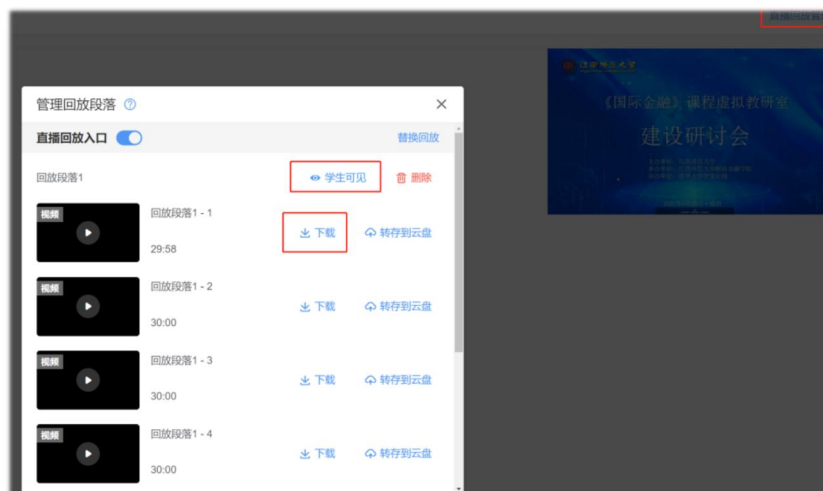 管理回放段落
直播回放入口
替换回放
回放段落1
学生可见
删除
视频
回放段落1 - 1
29:58
下载
转存到云盘
视频
回放段落1 - 2
30:00
下载
转存到云盘
视频
回放段落1 - 3
30:00
下载
转存到云盘
视频
回放段落1 - 4
30:00
下载
转存到云盘
《国际金融》课程虚拟教研室
建设研讨会